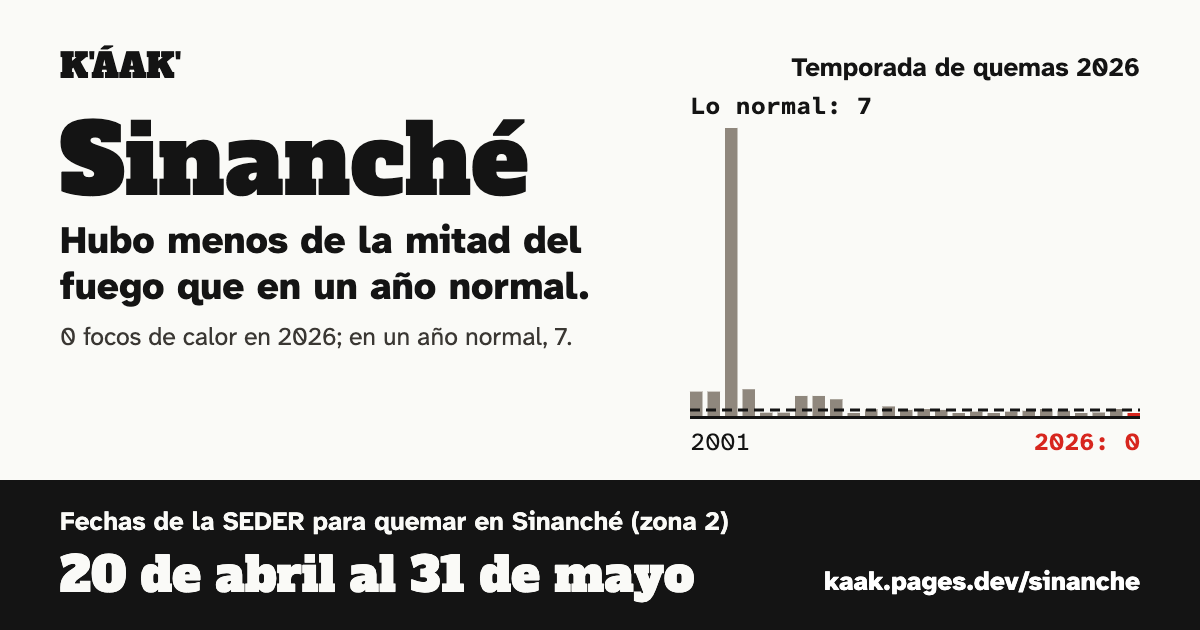 K'ÁAK'
Temporada de quemas 2026
Sinanché
Hubo menos de la mitad del
fuego que en un año normal.
0 focos de calor en 2026; en un año normal, 7.
Lo normal: 7
2001
2026: 0
Fechas de la SEDER para quemar en Sinanché (zona 2)
20 de abril al 31 de mayo
kaak.pages.dev/sinanche